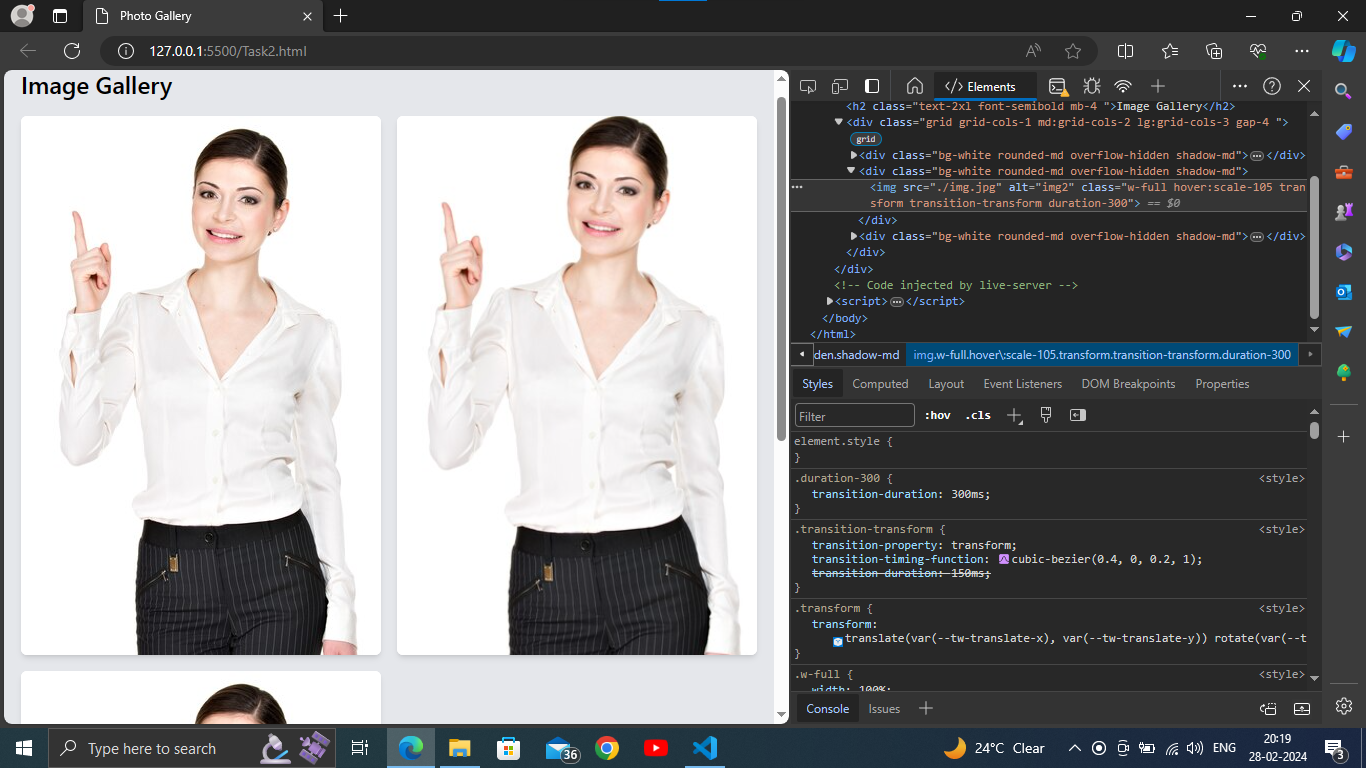 Photo Gallery
127.0.0.1:5500/Task2.html
Image Gallery
Elements
<h2 class="text-2xl font-semibold mb-4 ">Image Gallery</h2>
<div class="grid grid-cols-1 md:grid-cols-2 lg:grid-cols-3 gap-4 ">
grid
<div class="bg-white rounded-md overflow-hidden shadow-md">…</div>
<div class="bg-white rounded-md overflow-hidden shadow-md">
<img src="./img.jpg" alt="img2" class="w-full hover:scale-105 tran
sform transition-transform duration-300"> == $0
</div>
<div class="bg-white rounded-md overflow-hidden shadow-md">…</div>
</div>
</div>
<!-- Code injected by live-server -->
<script>…</script>
</body>
</html>
den.shadow-md img.w-full.hover\:scale-105.transform.transition-transform.duration-300
Styles Computed Layout Event Listeners DOM Breakpoints Properties
Filter :hov .cls
element.style {
}
.duration-300 { <style>
transition-duration: 300ms;
}
.transition-transform { <style>
transition-property: transform;
transition-timing-function: cubic-bezier(0.4, 0, 0.2, 1);
transition-duration: 150ms;
}
.transform { <style>
transform:
translate(var(--tw-translate-x), var(--tw-translate-y)) rotate(var(--t
}
.w-full { <style>
width: 100%;
Console Issues
Type here to search
36
24°C Clear
ENG
20:19
28-02-2024
3